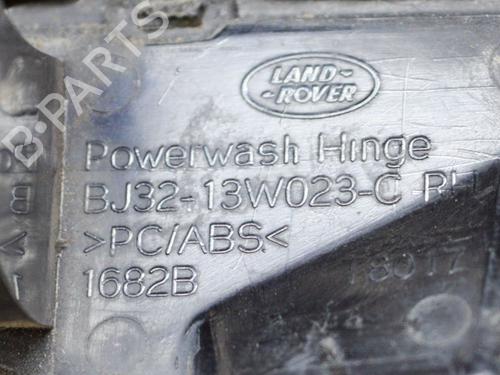 B-PARTS
LAND-
-ROVER
Powerwash Hinge
BJ32-13W023-C RH
>PC/ABS<
1682B